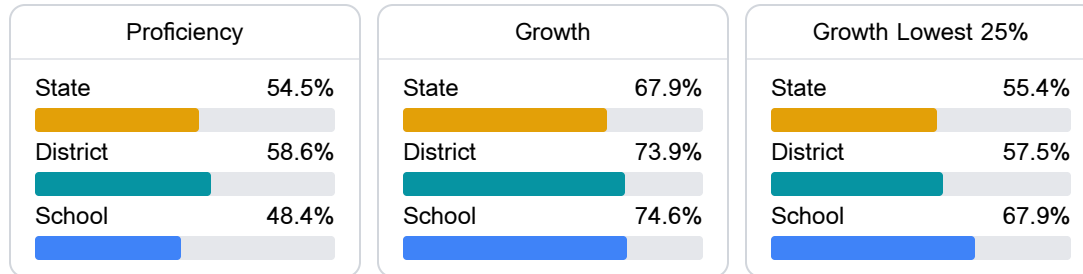 Proficiency
State 54.5%
District 58.6%
School 48.4%
Growth
State 67.9%
District 73.9%
School 74.6%
Growth Lowest 25%
State 55.4%
District 57.5%
School 67.9%